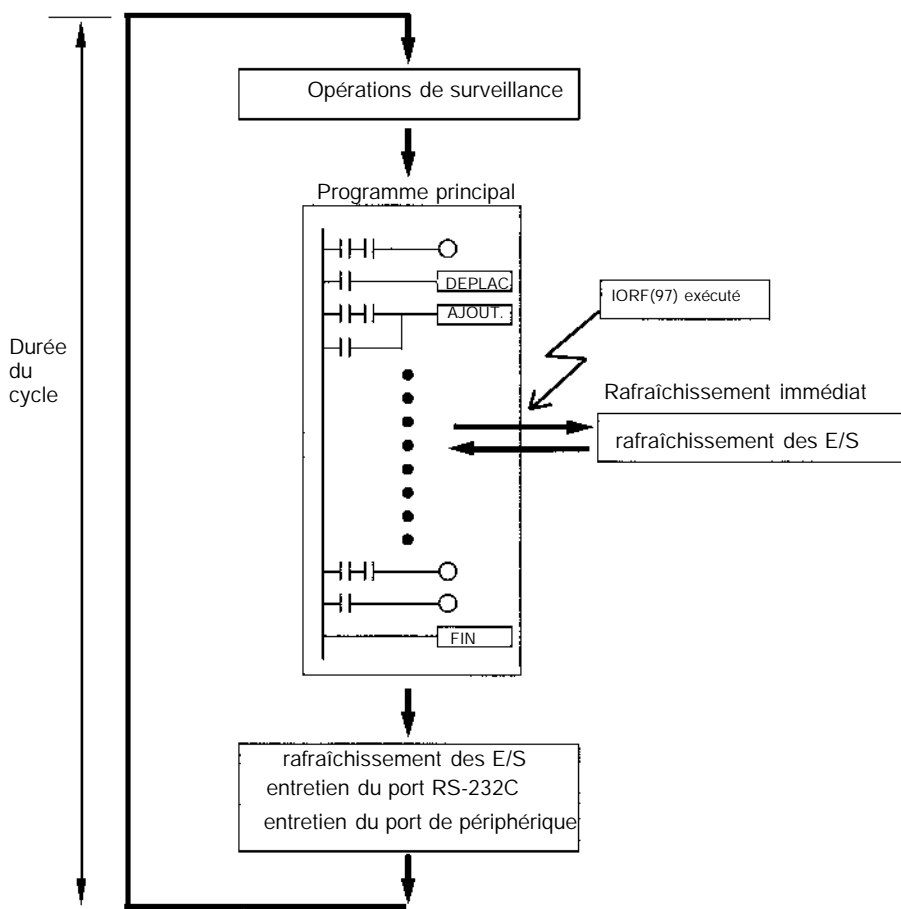 Opérations de surveillance
Programme principal
DEPLAC.
AJOUT.
IORF(97) exécuté
Durée
du
cycle
Rafraîchissement immédiat
rafraîchissement des E/S
FIN
rafraîchissement des E/S
entretien du port RS-232C
entretien du port de périphérique